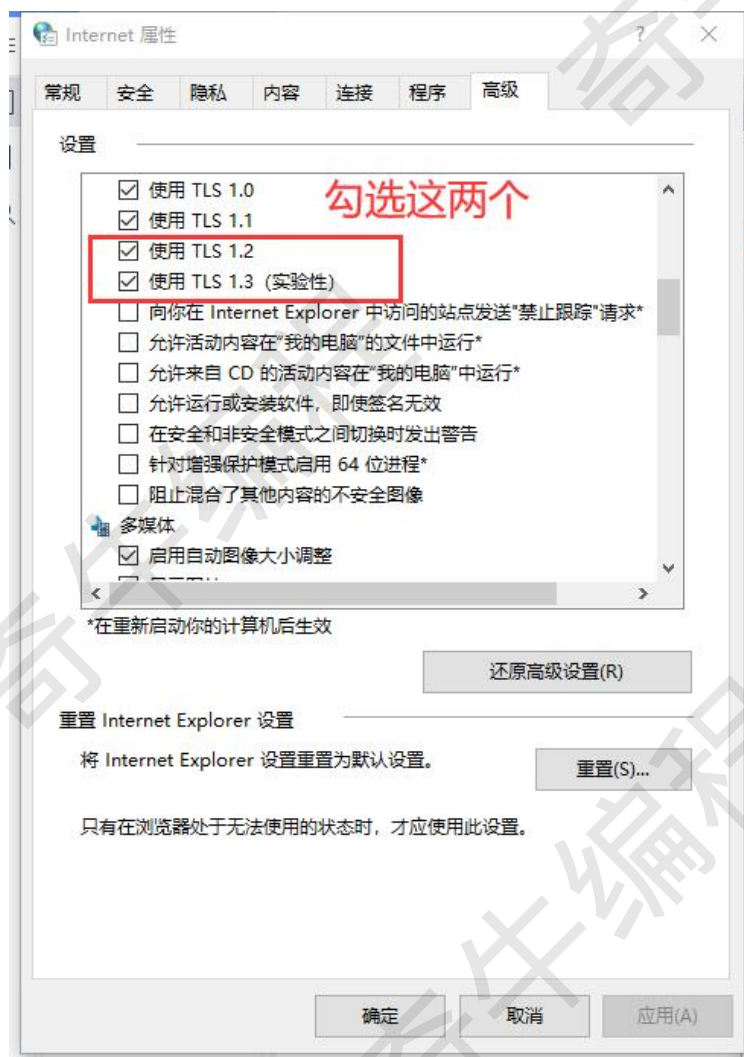 Internet 属性
?
常规 安全 隐私 内容 连接 程序 高级
设置
使用 TLS 1.0
勾选这两个
使用 TLS 1.1
使用 TLS 1.2
使用 TLS 1.3 (实验性)
向你在 Internet Explorer 中访问的站点发送"禁止跟踪"请求*
允许活动内容在"我的电脑"的文件中运行*
允许来自 CD 的活动内容在"我的电脑"中运行*
允许运行或安装软件，即使签名无效
在安全和非安全模式之间切换时发出警告
针对增强保护模式启用 64 位进程*
阻止混合了其他内容的不安全图像
多媒体
启用自动图像大小调整
*在重新启动你的计算机后生效
还原高级设置(R)
重置 Internet Explorer 设置
将 Internet Explorer 设置重置为默认设置。
重置(S)...
只有在浏览器处于无法使用的状态时，才应使用此设置。
确定 取消 应用(A)
奇牛编程